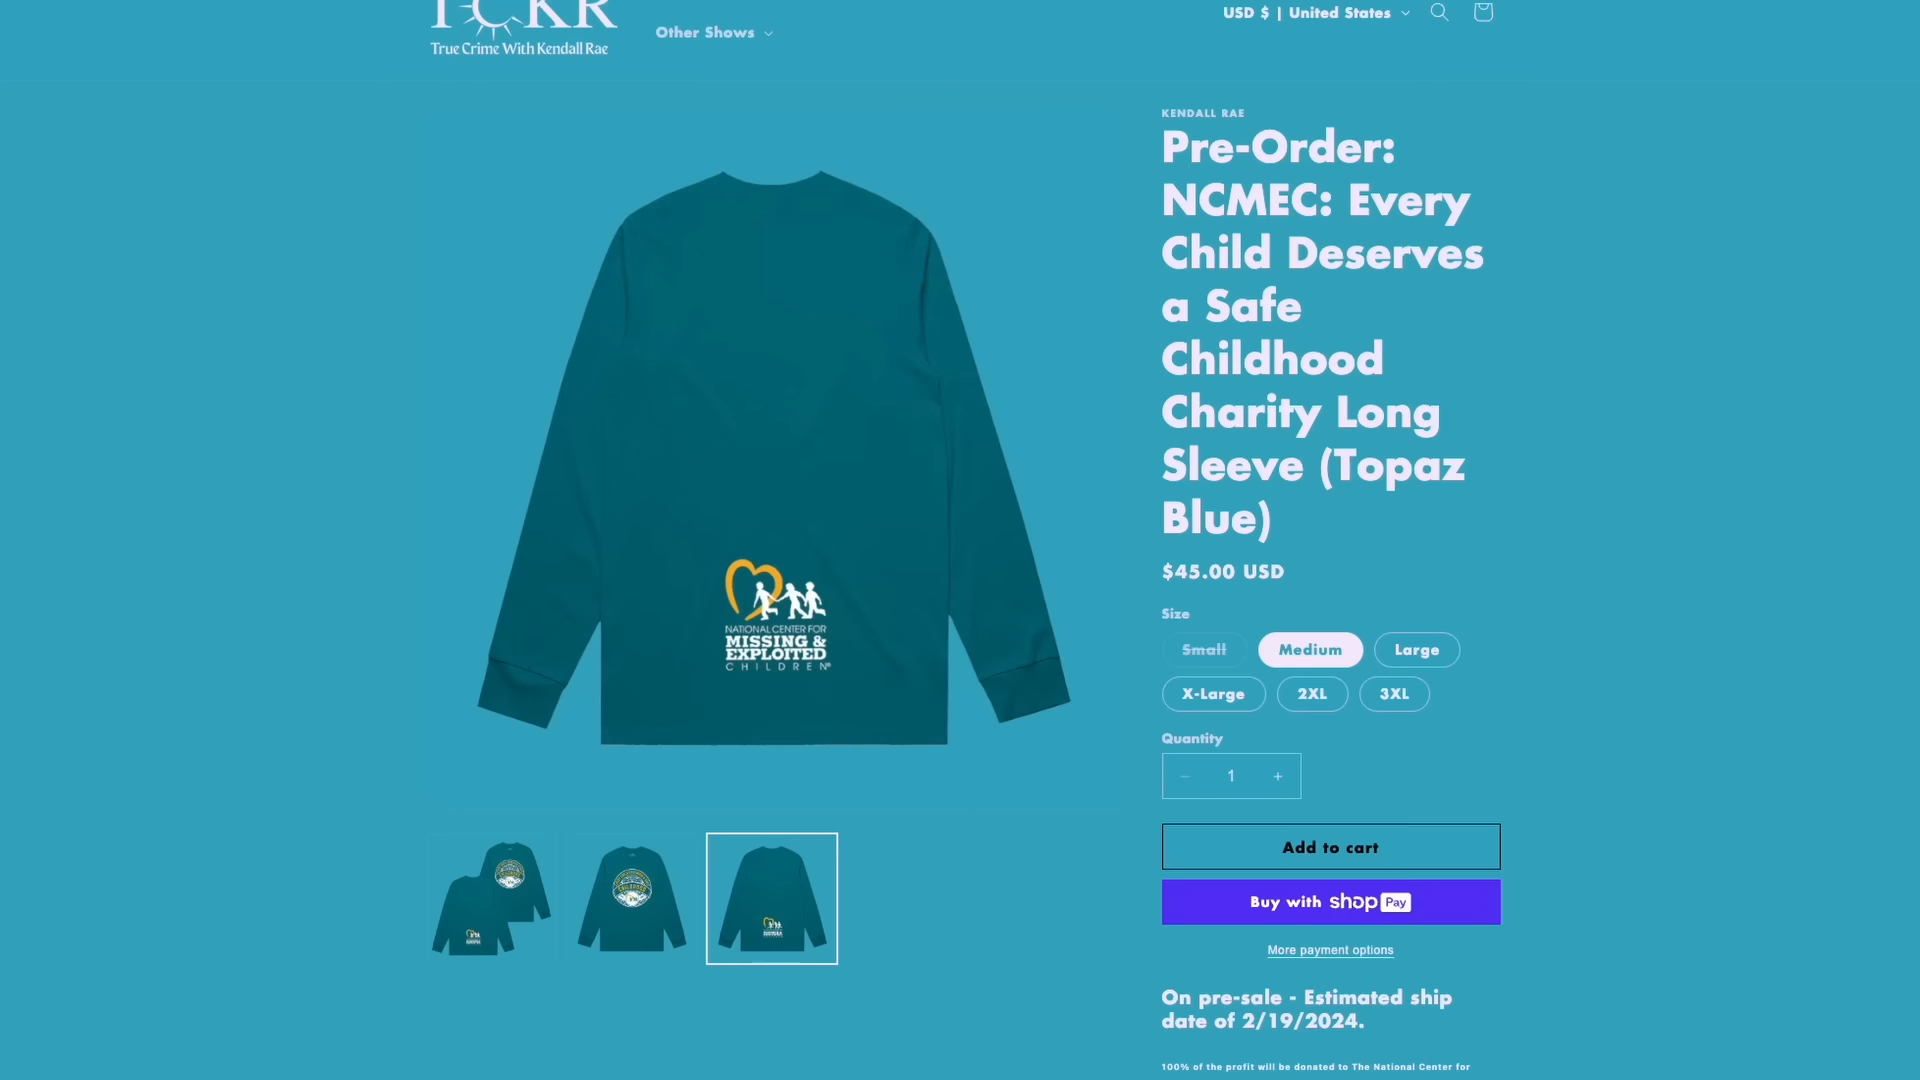 TCKR
True Crime With Kendall Rae
Other Shows
USD $ | United States
KENDALL RAE
Pre-Order:
NCMEC: Every
Child Deserves
a Safe
Childhood
Charity Long
Sleeve (Topaz
Blue)
$45.00 USD
Size
Small
Medium
Large
X-Large
2XL
3XL
Quantity
− 1 +
Add to cart
Buy with shop Pay
More payment options
On pre-sale - Estimated ship
date of 2/19/2024.
100% of the profit will be donated to The National Center for
NATIONAL CENTER FOR
MISSING &
EXPLOITED
CHILDREN®